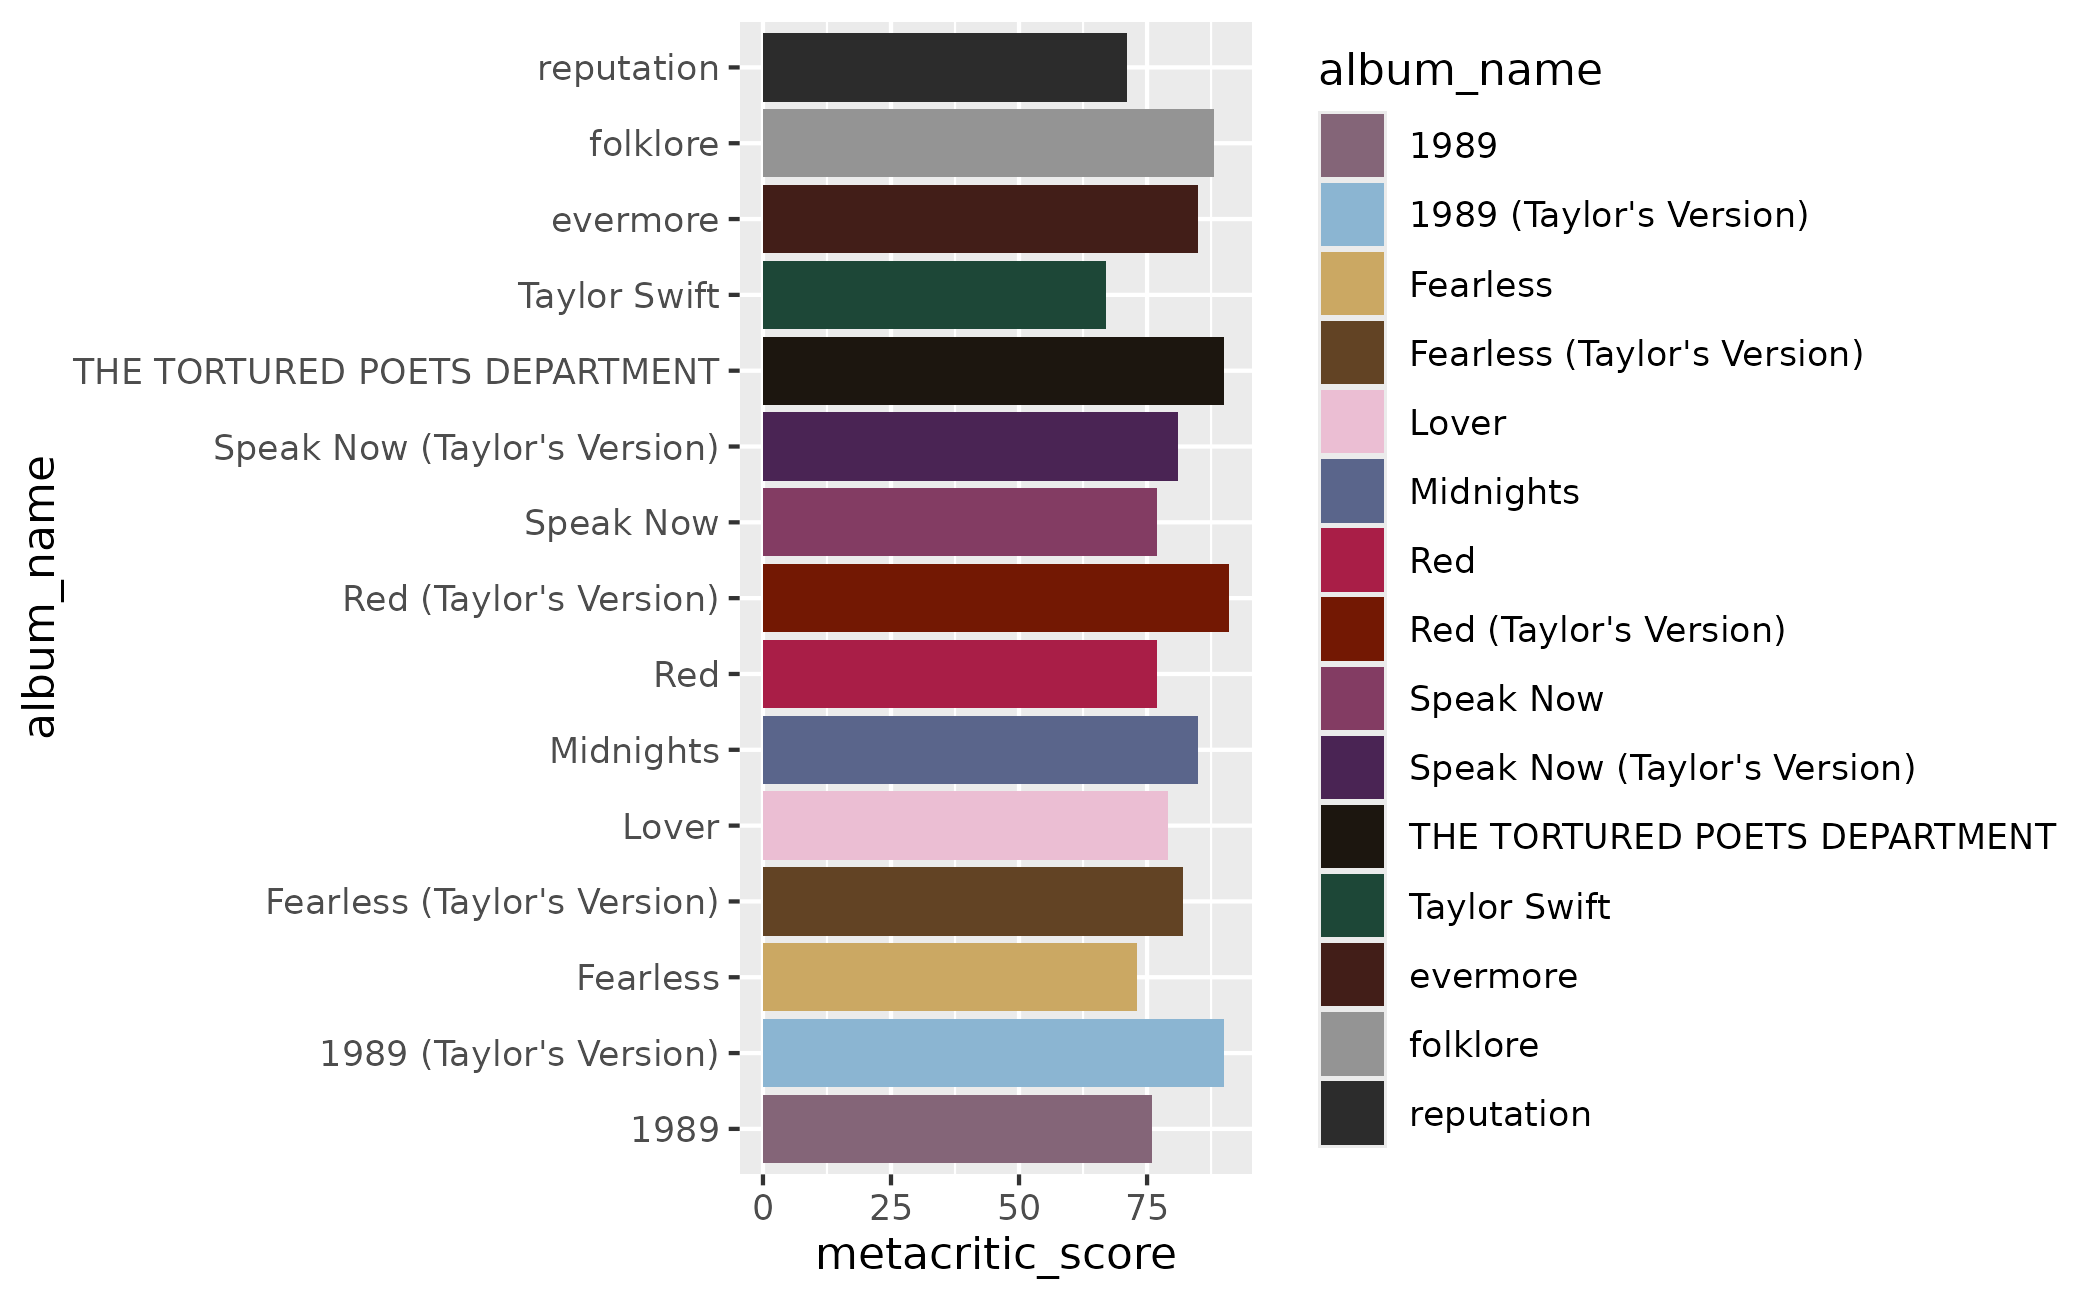 album_name
reputation
folklore
evermore
Taylor Swift
THE TORTURED POETS DEPARTMENT
Speak Now (Taylor's Version)
Speak Now
Red (Taylor's Version)
Red
Midnights
Lover
Fearless (Taylor's Version)
Fearless
1989 (Taylor's Version)
1989
0 25 50 75
metacritic_score
album_name
1989
1989 (Taylor's Version)
Fearless
Fearless (Taylor's Version)
Lover
Midnights
Red
Red (Taylor's Version)
Speak Now
Speak Now (Taylor's Version)
THE TORTURED POETS DEPARTMENT
Taylor Swift
evermore
folklore
reputation